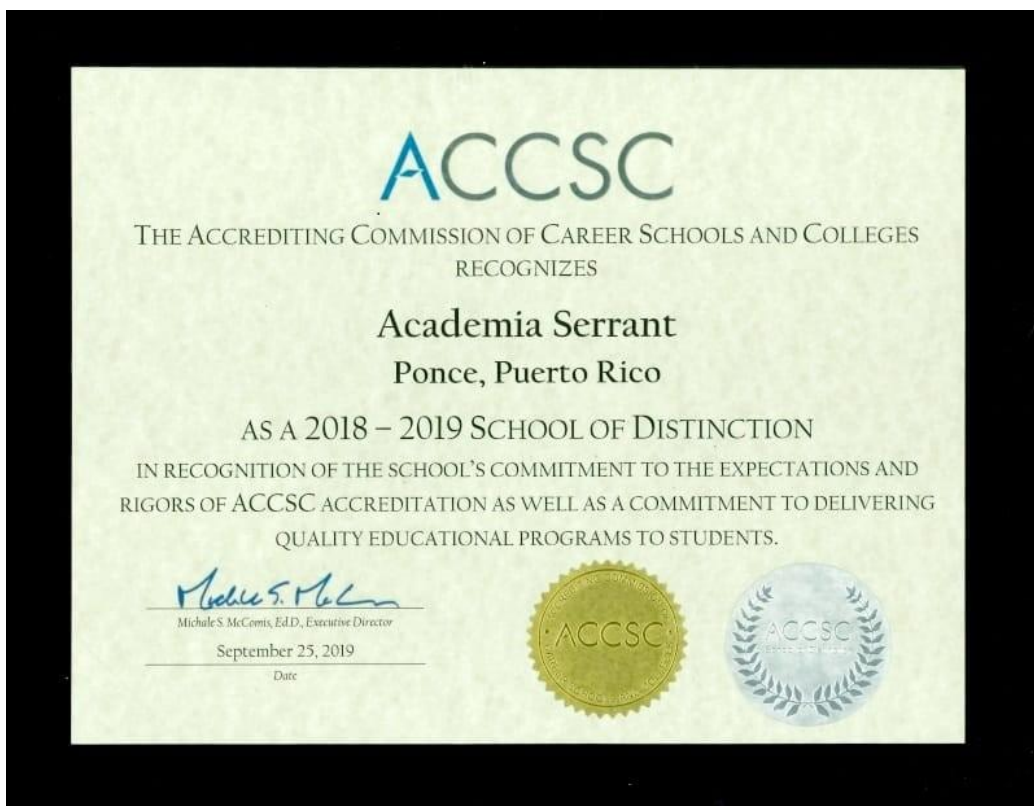 ACCSC
THE ACCREDITING COMMISSION OF CAREER SCHOOLS AND COLLEGES
RECOGNIZES
Academia Serrant
Ponce, Puerto Rico
AS A 2018 – 2019 SCHOOL OF DISTINCTION
IN RECOGNITION OF THE SCHOOL'S COMMITMENT TO THE EXPECTATIONS AND
RIGORS OF ACCSC ACCREDITATION AS WELL AS A COMMITMENT TO DELIVERING
QUALITY EDUCATIONAL PROGRAMS TO STUDENTS.
Michale S. McComis, Ed.D., Executive Director
September 25, 2019
Date
ACCSC
ACCSC